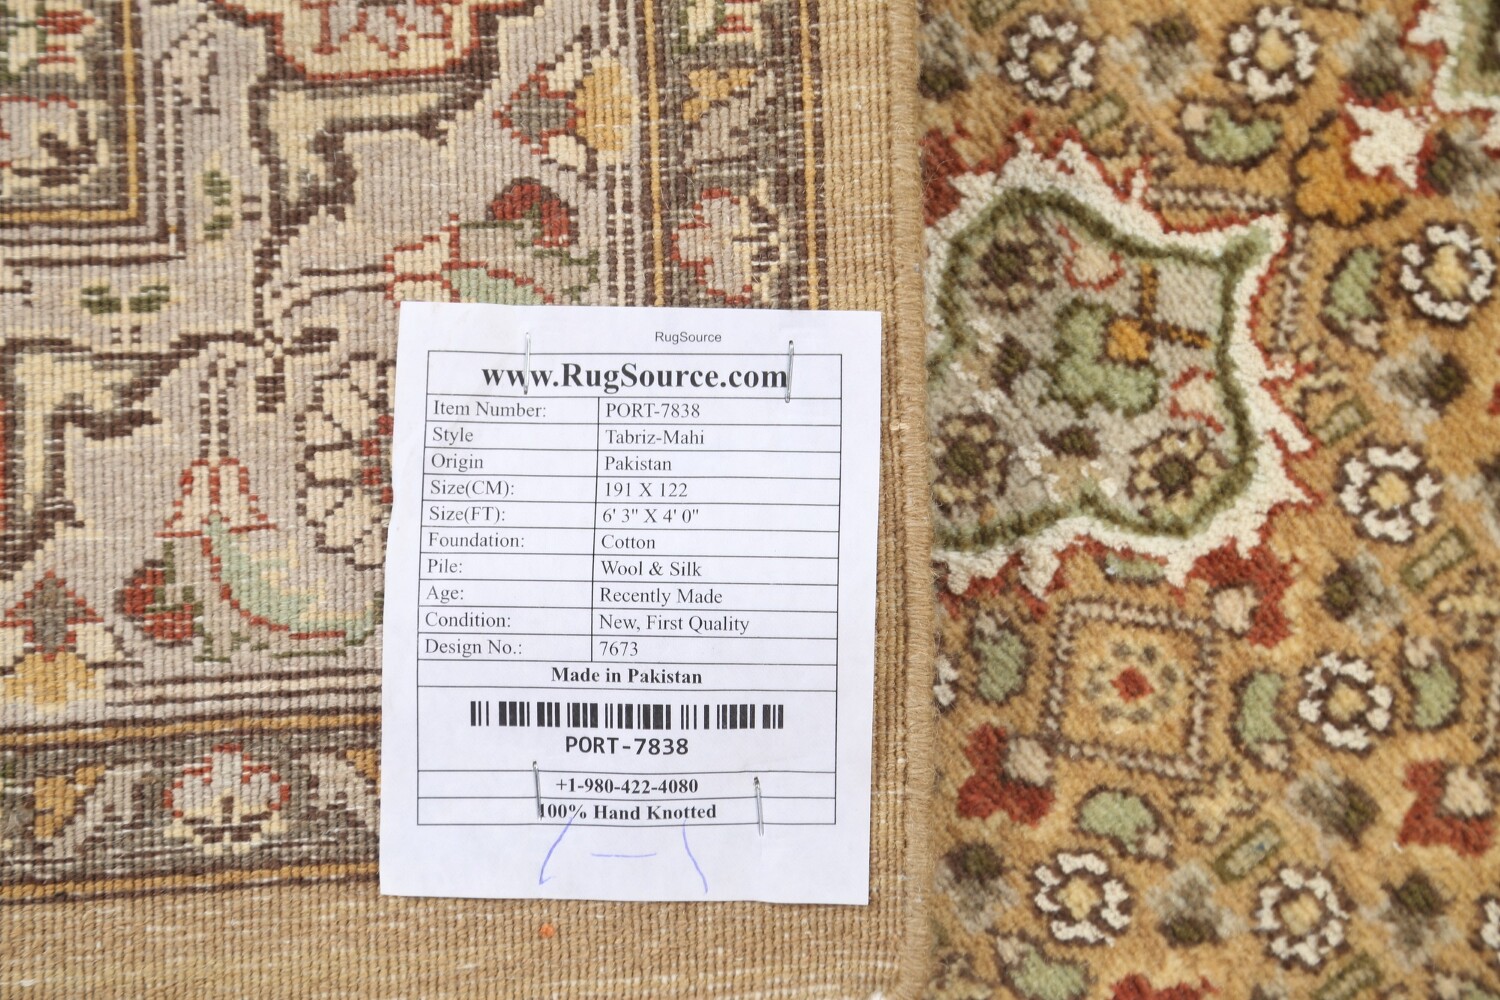 RugSource
www.RugSource.com
Item Number: PORT-7838
Style Tabriz-Mahi
Origin Pakistan
Size(CM): 191 X 122
Size(FT): 6' 3" X 4' 0"
Foundation: Cotton
Pile: Wool & Silk
Age: Recently Made
Condition: New, First Quality
Design No.: 7673
Made in Pakistan
PORT-7838
+1-980-422-4080
100% Hand Knotted